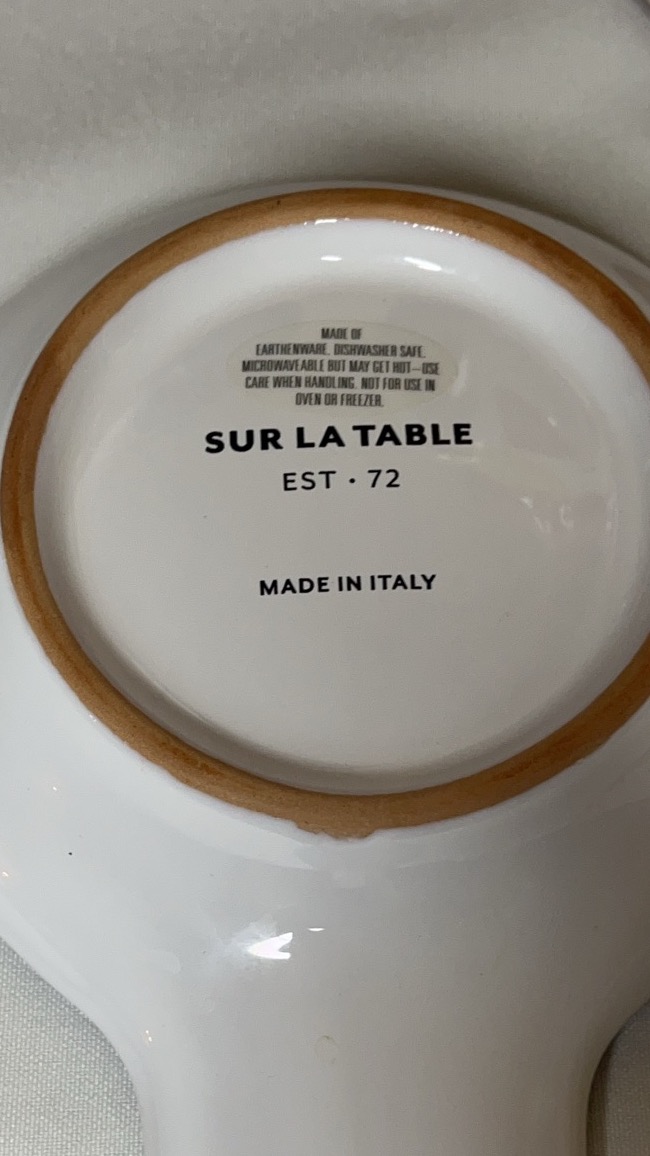 MADE OF
EARTHENWARE. DISHWASHER SAFE.
MICROWAVEABLE BUT MAY GET HOT—USE
CARE WHEN HANDLING. NOT FOR USE IN
OVEN OR FREEZER.
SUR LA TABLE
EST · 72
MADE IN ITALY